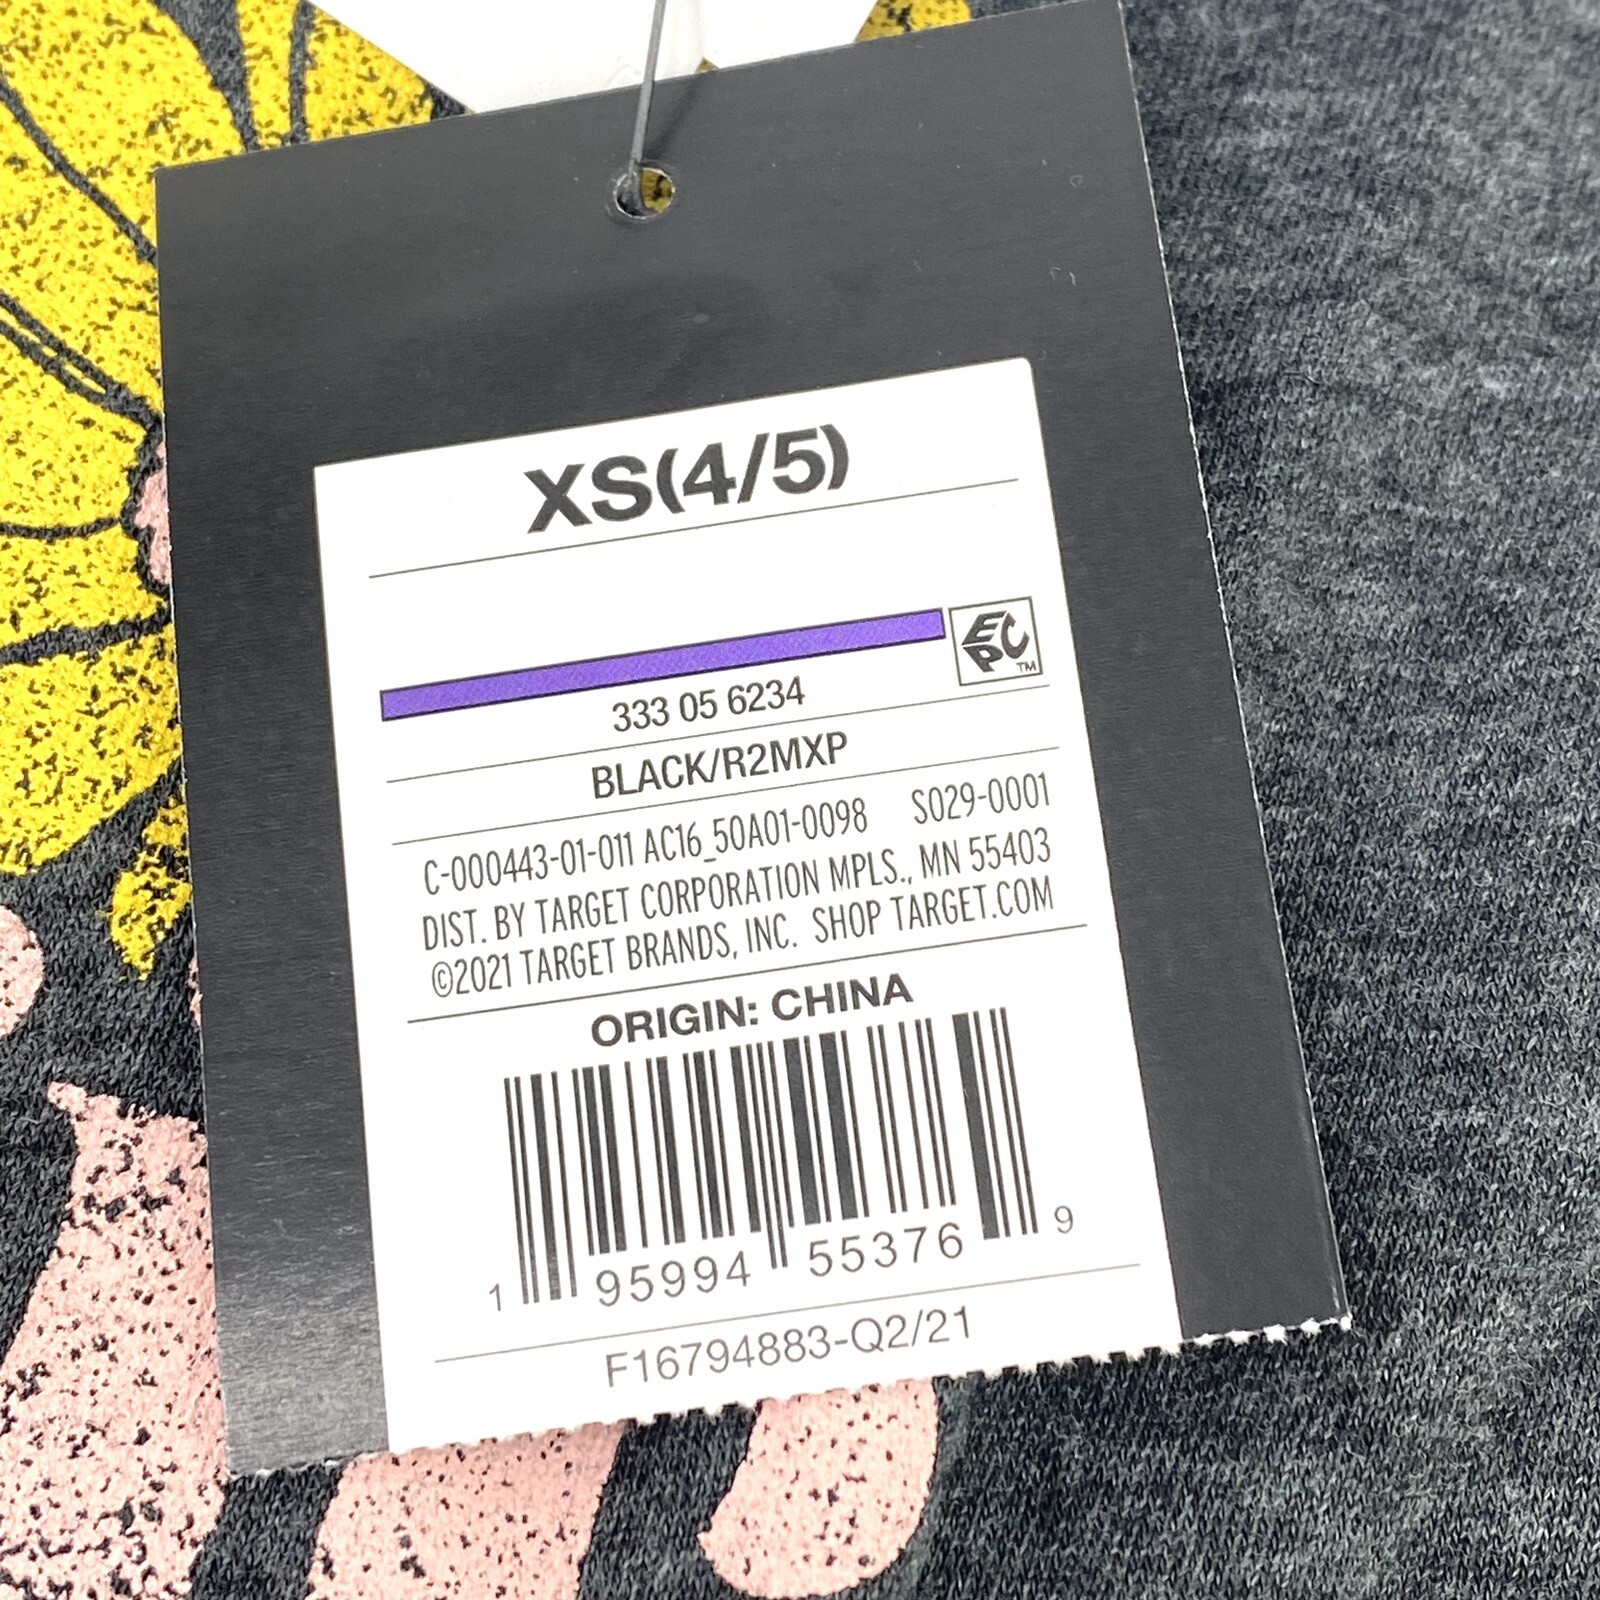 XS(4/5)
EPC™
333 05 6234
BLACK/R2MXP
C-000443-01-011 AC16_50A01-0098 S029-0001
DIST. BY TARGET CORPORATION MPLS., MN 55403
©2021 TARGET BRANDS, INC. SHOP TARGET.COM
ORIGIN: CHINA
1 95994 55376 9
F16794883-Q2/21